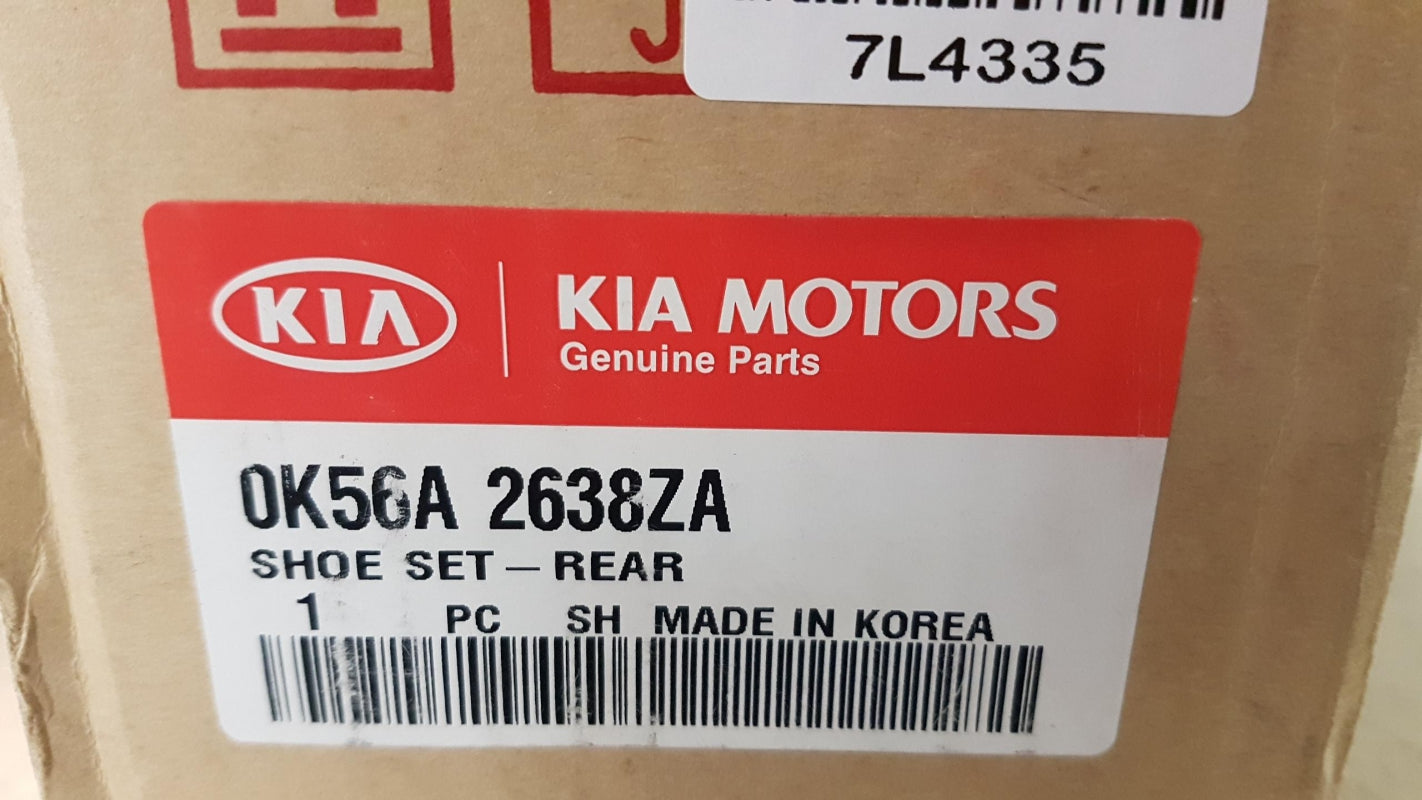 7L4335
KIA
KIA MOTORS
Genuine Parts
0K56A 2638ZA
SHOE SET - REAR
1 PC SH MADE IN KOREA